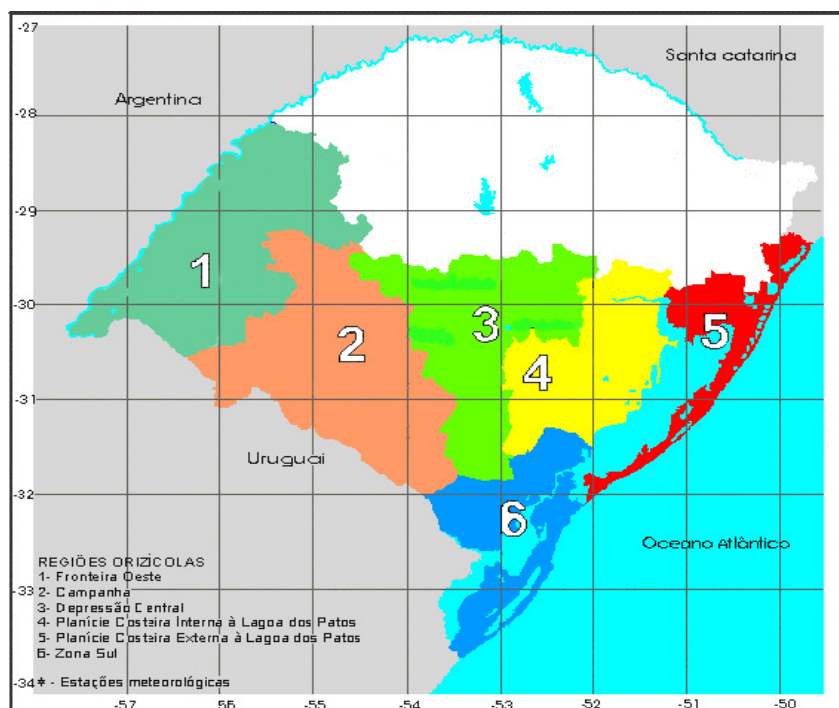 -27
Santa catarina
Argentina
-28
-29
1
-30
3
5
2
4
-31
Uruguai
-32
6
Oceano Atlântico
REGIÕES ORIZÍCOLAS
1- Fronteira Oeste
2- Campanha
-33
3- Depressão Central
4- Planície Costeira Interna à Lagoa dos Patos
5- Planície Costeira Externa à Lagoa dos Patos
6- Zona Sul
-34
* - Estações meteorológicas
-57 -56 -55 -54 -53 -52 -51 -50